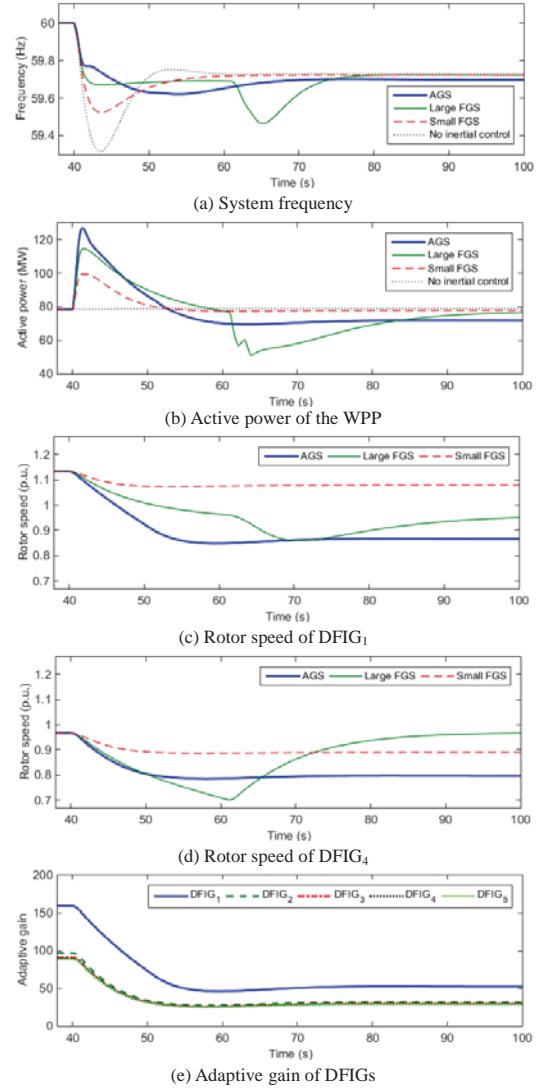 60
59.8
59.6
59.4
Frequency (Hz)
AGS
Large FGS
Small FGS
No inertial control
40 50 60 70 80 90 100
Time (s)
(a) System frequency
120
100
80
60
40
Active power (MW)
AGS
Large FGS
Small FGS
No inertial control
40 50 60 70 80 90 100
Time (s)
(b) Active power of the WPP
1.2
1.1
1
0.9
0.8
0.7
Rotor speed (p.u.)
AGS Large FGS Small FGS
40 50 60 70 80 90 100
Time (s)
(c) Rotor speed of DFIG₁
1.2
1.1
1
0.9
0.8
0.7
Rotor speed (p.u.)
AGS Large FGS Small FGS
40 50 60 70 80 90 100
Time (s)
(d) Rotor speed of DFIG₄
200
150
100
50
0
Adaptive gain
DFIG₁ DFIG₂ DFIG₃ DFIG₄ DFIG₅
40 50 60 70 80 90 100
Time (s)
(e) Adaptive gain of DFIGs